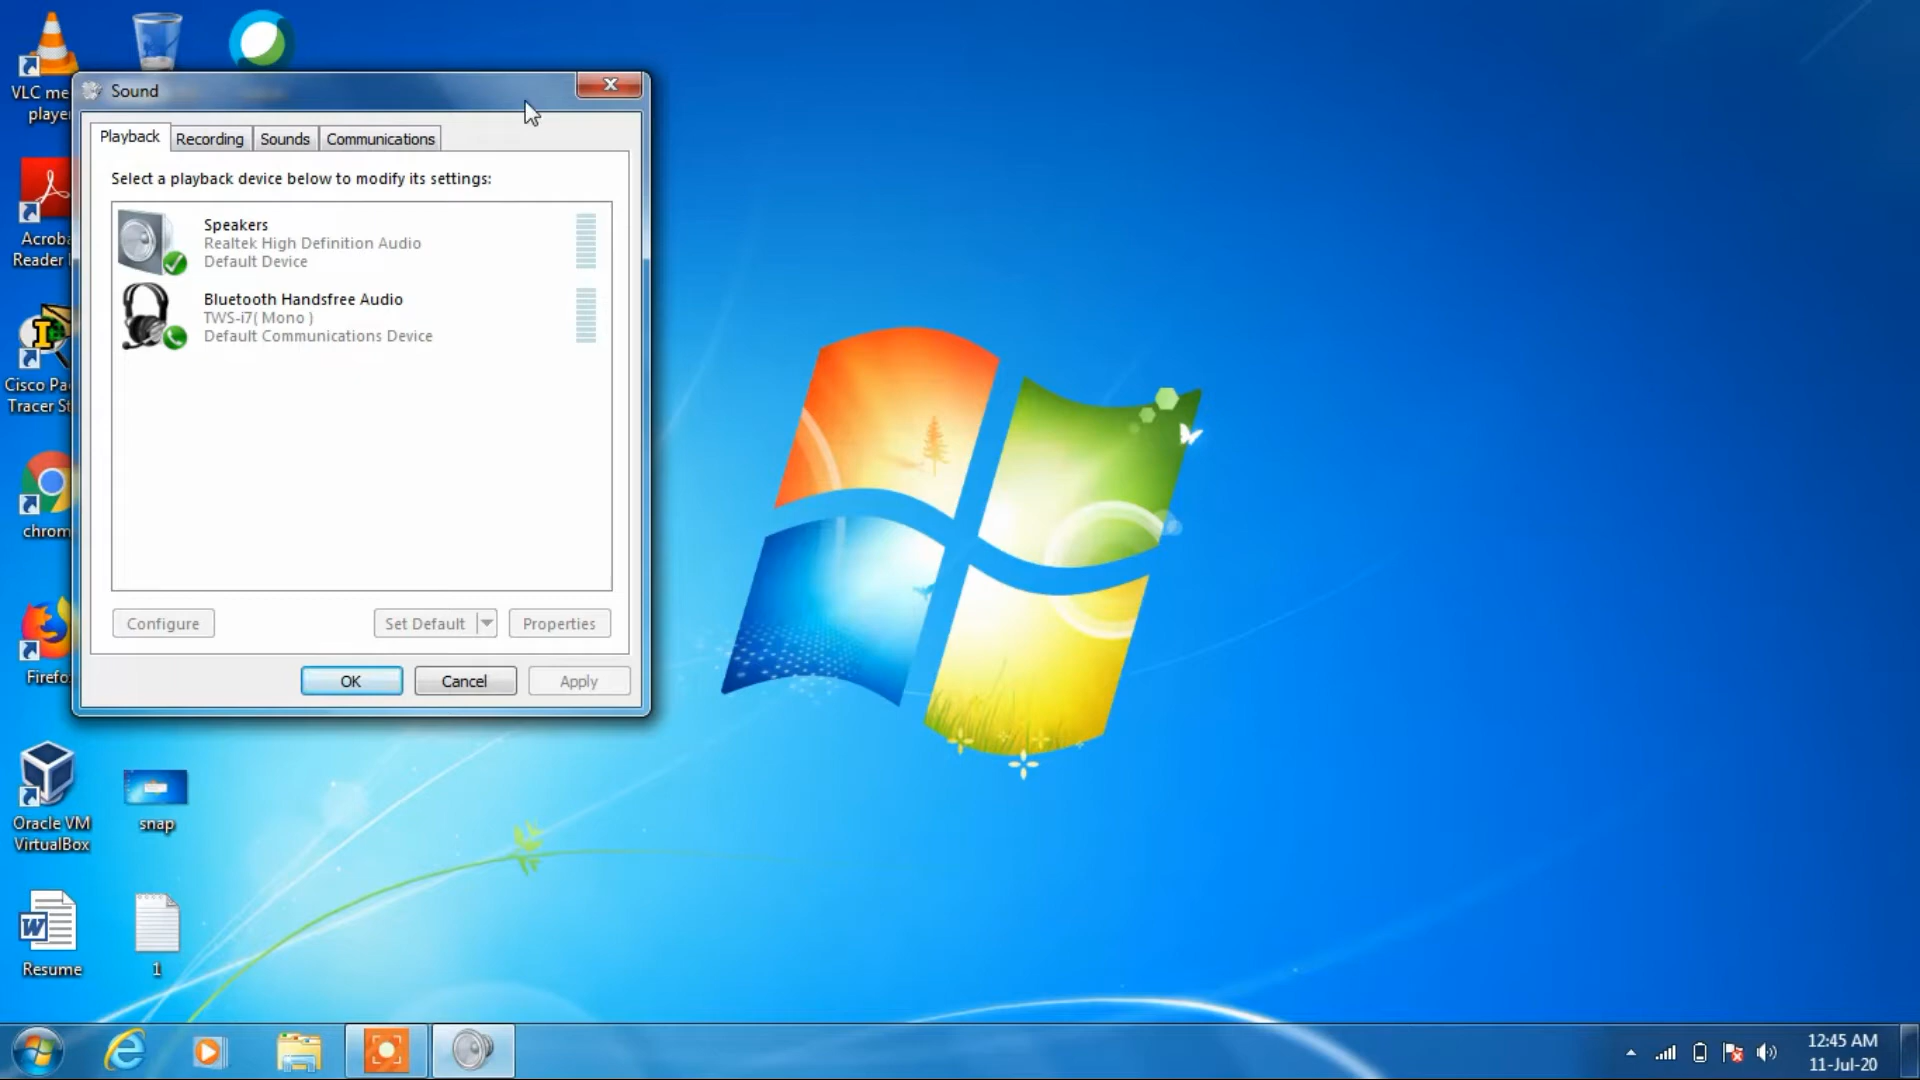 Sound
Playback
Recording
Sounds
Communications
Select a playback device below to modify its settings:
Speakers
Realtek High Definition Audio
Default Device
Bluetooth Handsfree Audio
TWS-i7( Mono )
Default Communications Device
Configure
Set Default
Properties
OK
Cancel
Apply
VLC me
playe
Acroba
Reader
Cisco Pa
Tracer St
chrom
Firefo
Oracle VM
VirtualBox
snap
Resume
1
12:45 AM
11-Jul-20